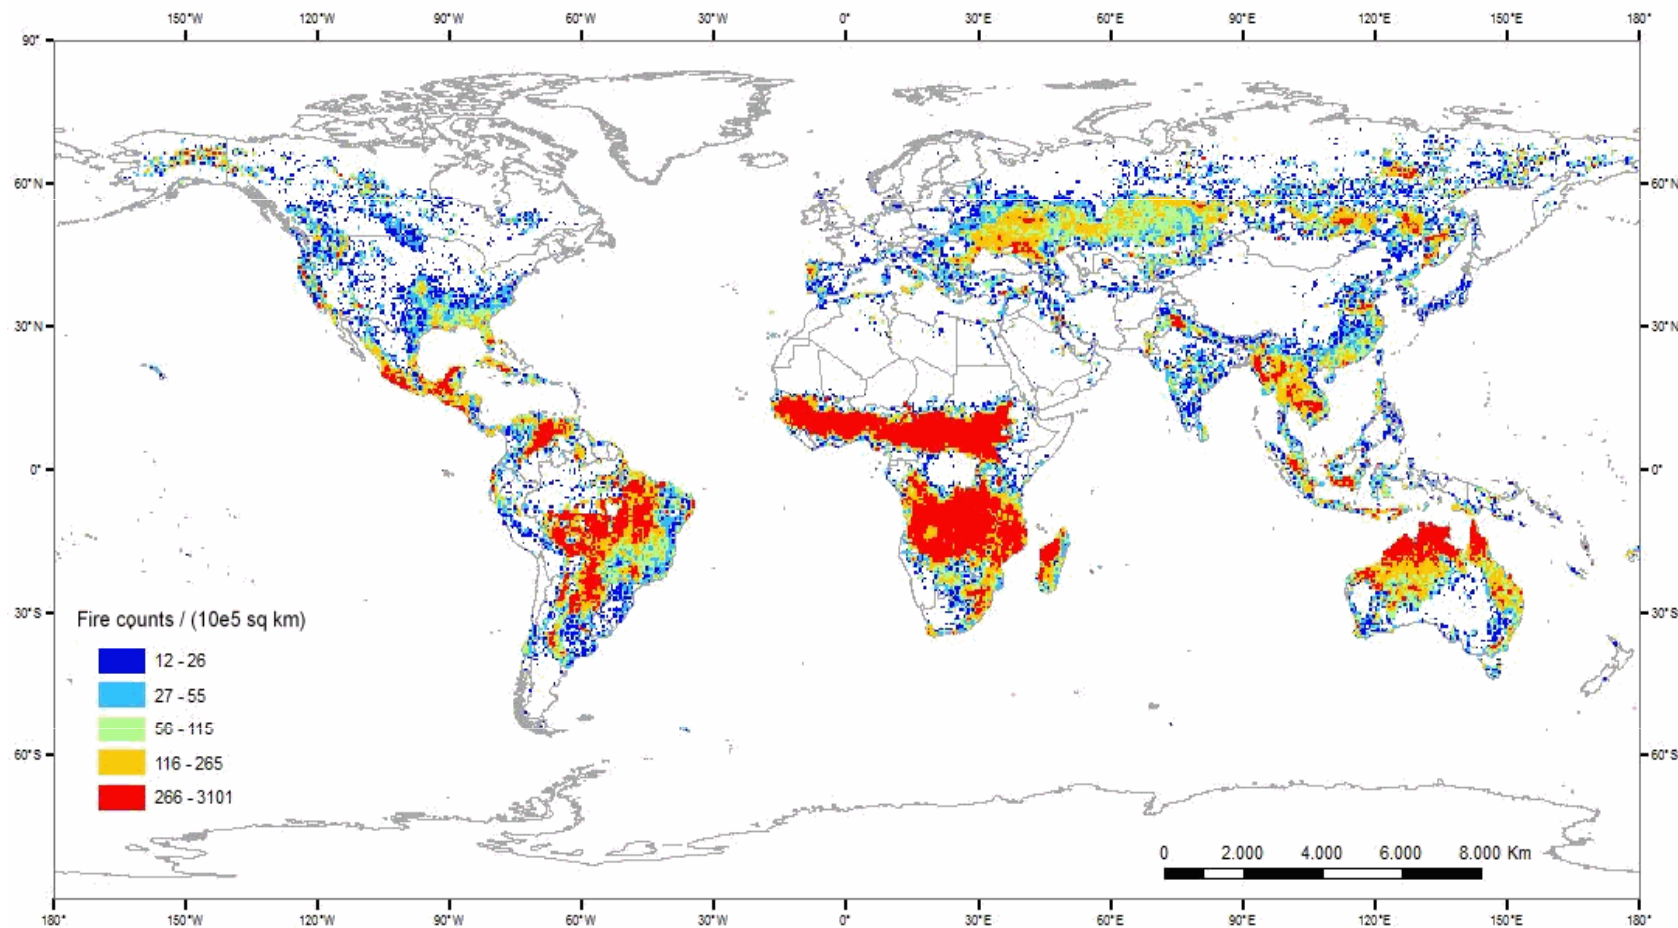 150°W 120°W 90°W 60°W 30°W 0° 30°E 60°E 90°E 120°E 150°E 180°
90°
60°N 60°N
30°N 30°N
0° 0°
30°S 30°S
Fire counts / (10e5 sq km)
12 - 26
27 - 55
56 - 115
60°S 60°S
116 - 265
266 - 3101
0 2.000 4.000 6.000 8.000 Km
180° 150°W 120°W 90°W 60°W 30°W 0° 30°E 60°E 90°E 120°E 150°E 180°